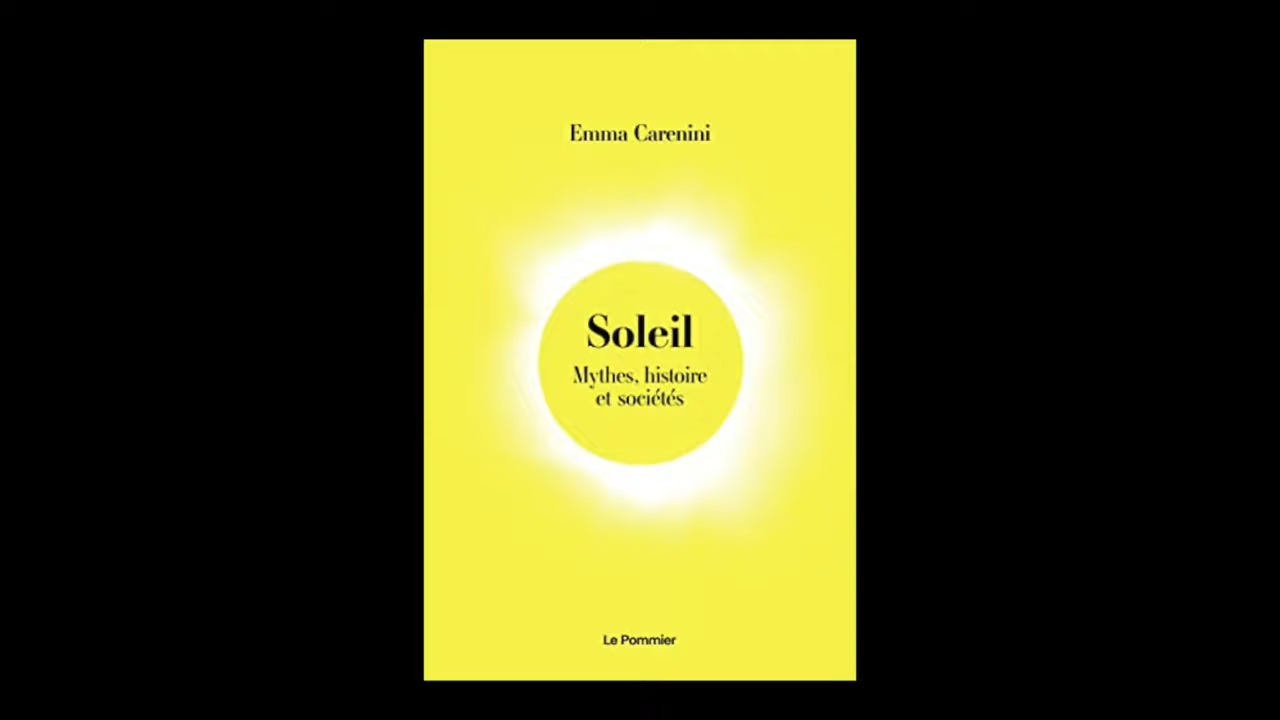 Emma Carenini
Soleil
Mythes, histoire
et sociétés
Le Pommier